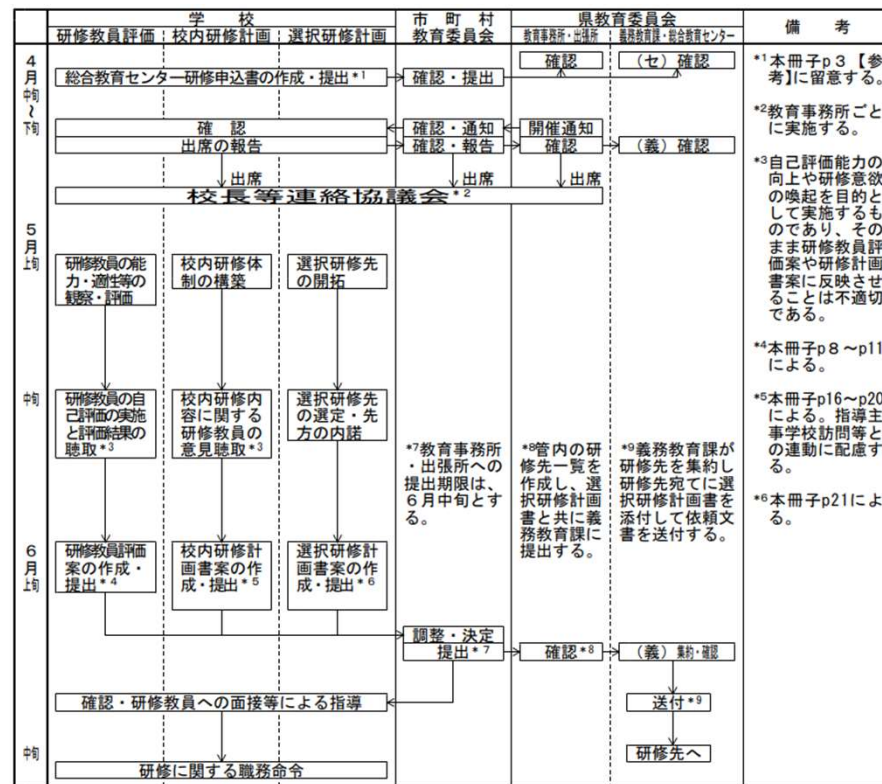 学　校
市　町　村
教育委員会
県教育委員会
備　考
研修教員評価
校内研修計画
選択研修計画
教育事務所・出張所
義務教育課・総合教育センター
4月
中旬
～
下旬
総合教育センター研修申込書の作成・提出*1
確認・提出
確認
(セ) 確認
確　認
確認・通知
開催通知
出席の報告
確認・報告
確認
(義) 確認
出席
出席
出席
校長等連絡協議会*2
5月
上旬
研修教員の能
力・適性等の
観察・評価
校内研修体
制の構築
選択研修先
の開拓
中旬
研修教員の自
己評価の実施
と評価結果の
聴取*3
校内研修内
容に関する
研修教員の
意見聴取*3
選択研修先
の選定・先
方の内諾
*7教育事務所
・出張所への
提出期限は、
6月中旬とす
る。
*8管内の研
修先一覧を
作成し、選
択研修計画
書と共に義
務教育課に
提出する。
*9義務教育課が
研修先を集約し
研修先宛てに選
択研修計画書を
添付して依頼文
書を送付する。
6月
上旬
研修教員評価
案の作成・
提出*4
校内研修計
画書案の作
成・提出*5
選択研修計
画書案の作
成・提出*6
調整・決定
提出*7
確認*8
(義) 集約・確認
確認・研修教員への面接等による指導
送付*9
中旬
研修先へ
研修に関する職務命令
*1本冊子p3【参
考】に留意する。
*2教育事務所ごと
に実施する。
*3自己評価能力の
向上や研修意欲
の喚起を目的と
して実施するも
のであり、その
まま研修教員評
価案や研修計画
書案に反映させ
ることは不適切
である。
*4本冊子p8～p11
による。
*5本冊子p16～p20
による。指導主
事学校訪問等と
の連動に配慮す
る。
*6本冊子p21によ
る。